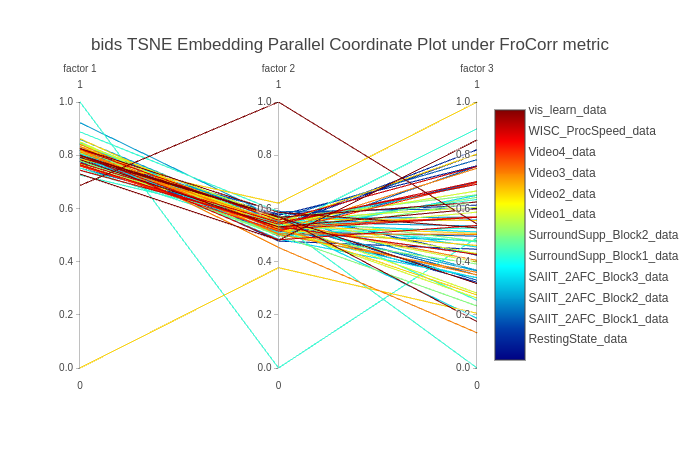 bids TSNE Embedding Parallel Coordinate Plot under FroCorr metric
factor 1 factor 2 factor 3
1 1 1
1.0 1.0 1.0
0.8 0.8 0.8
0.6 0.6 0.6
0.4 0.4 0.4
0.2 0.2 0.2
0.0 0.0 0.0
0 0 0
vis_learn_data
WISC_ProcSpeed_data
Video4_data
Video3_data
Video2_data
Video1_data
SurroundSupp_Block2_data
SurroundSupp_Block1_data
SAIIT_2AFC_Block3_data
SAIIT_2AFC_Block2_data
SAIIT_2AFC_Block1_data
RestingState_data